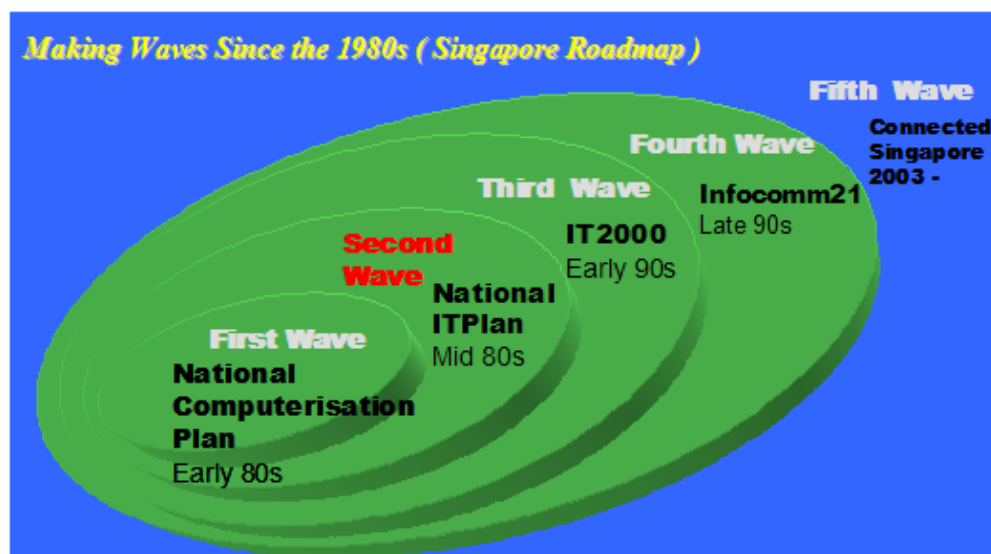 Making Waves Since the 1980s ( Singapore Roadmap )
Fifth Wave
Connected
Singapore
2003 -
Fourth Wave
Infocomm21
Late 90s
Third Wave
IT2000
Early 90s
Second
Wave
National
ITPlan
Mid 80s
First Wave
National
Computerisation
Plan
Early 80s